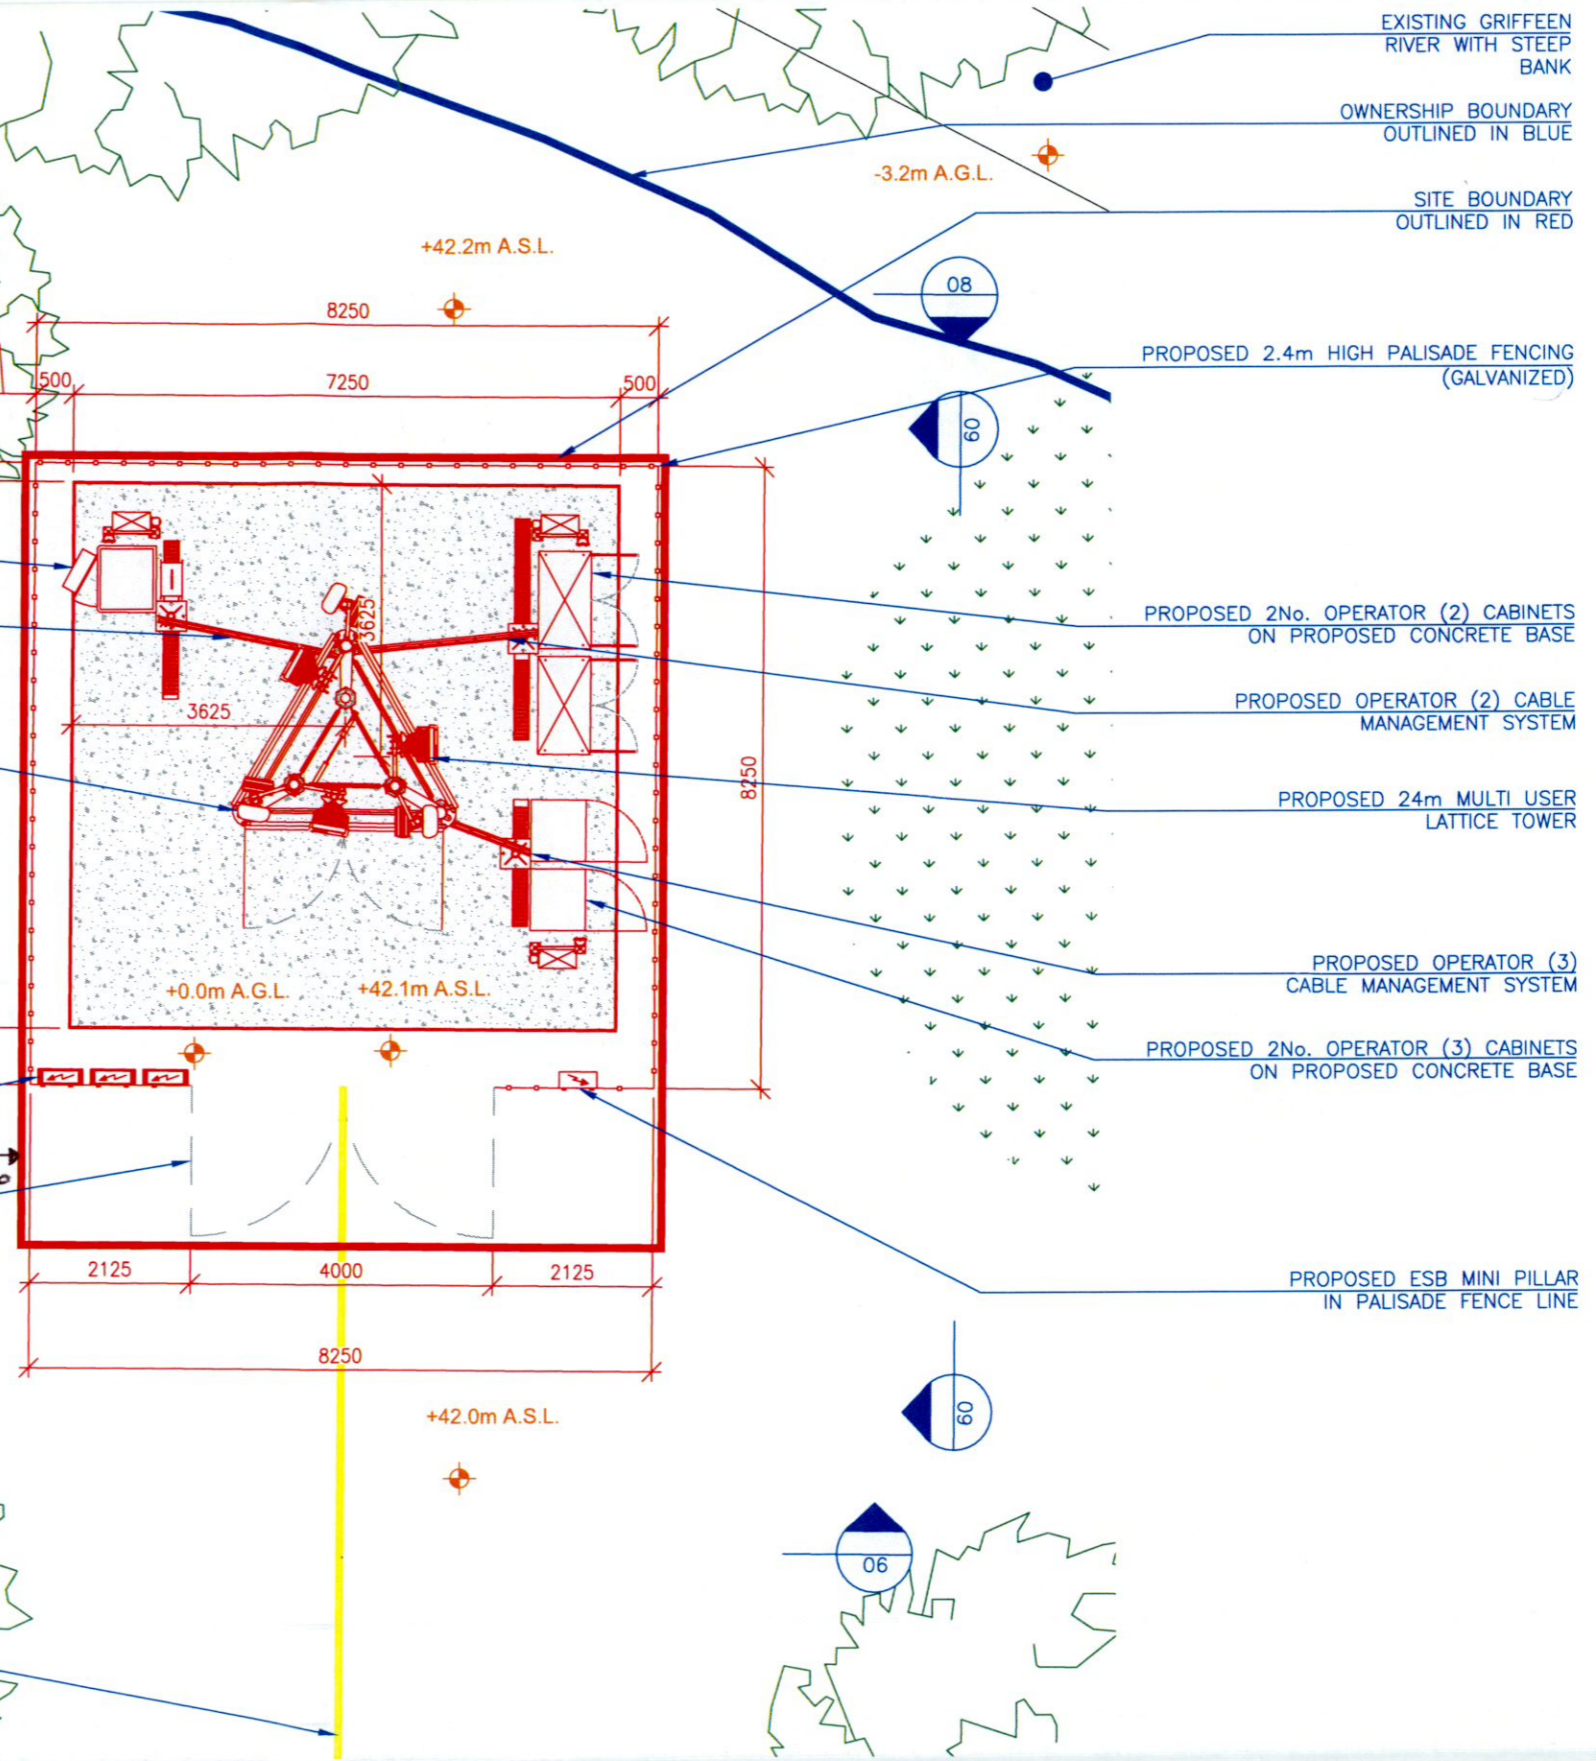 EXISTING GRIFFEEN
RIVER WITH STEEP
BANK
OWNERSHIP BOUNDARY
OUTLINED IN BLUE
-3.2m A.G.L.
SITE BOUNDARY
OUTLINED IN RED
+42.2m A.S.L.
08
8250
PROPOSED 2.4m HIGH PALISADE FENCING
(GALVANIZED)
500
7250
500
09
3625
PROPOSED 2No. OPERATOR (2) CABINETS
ON PROPOSED CONCRETE BASE
3625
PROPOSED OPERATOR (2) CABLE
MANAGEMENT SYSTEM
8250
PROPOSED 24m MULTI USER
LATTICE TOWER
PROPOSED OPERATOR (3)
CABLE MANAGEMENT SYSTEM
+0.0m A.G.L.
+42.1m A.S.L.
PROPOSED 2No. OPERATOR (3) CABINETS
ON PROPOSED CONCRETE BASE
2125
4000
2125
PROPOSED ESB MINI PILLAR
IN PALISADE FENCE LINE
8250
+42.0m A.S.L.
09
06